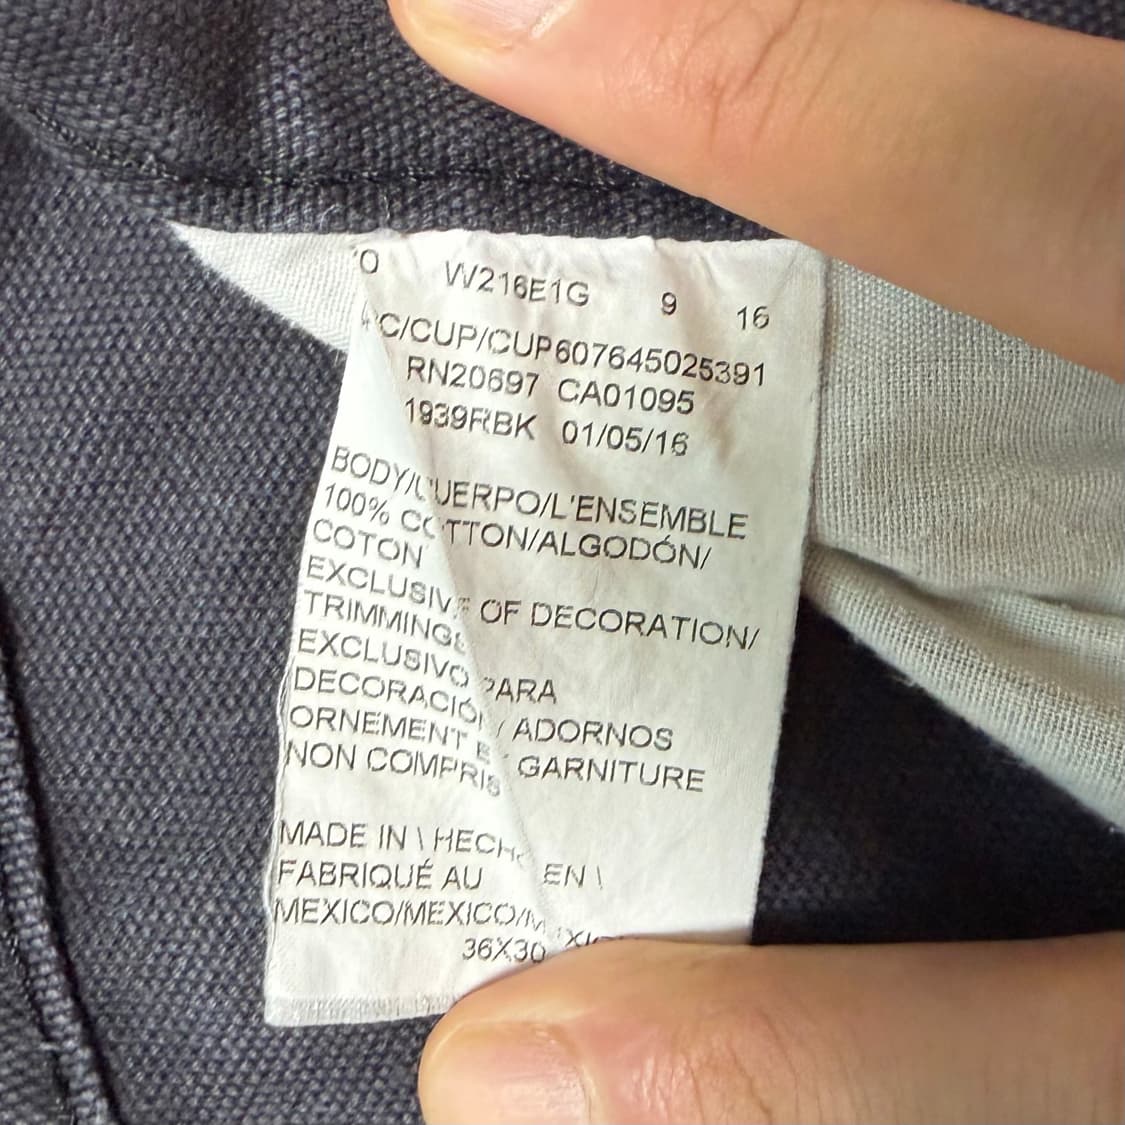 W216E1G 9 16
C/CUP/CUP607645025391
RN20697 CA01095
1939RBK 01/05/16
BODY/CUERPO/L'ENSEMBLE
100% COTTON/ALGODÓN/
COTON
EXCLUSIVE OF DECORATION/
TRIMMINGS
EXCLUSIVO PARA
DECORACIÓN / ADORNOS
ORNEMENT ET GARNITURE
NON COMPRIS
MADE IN \ HECHO EN \
FABRIQUÉ AU
MEXICO/MEXICO/
36X30